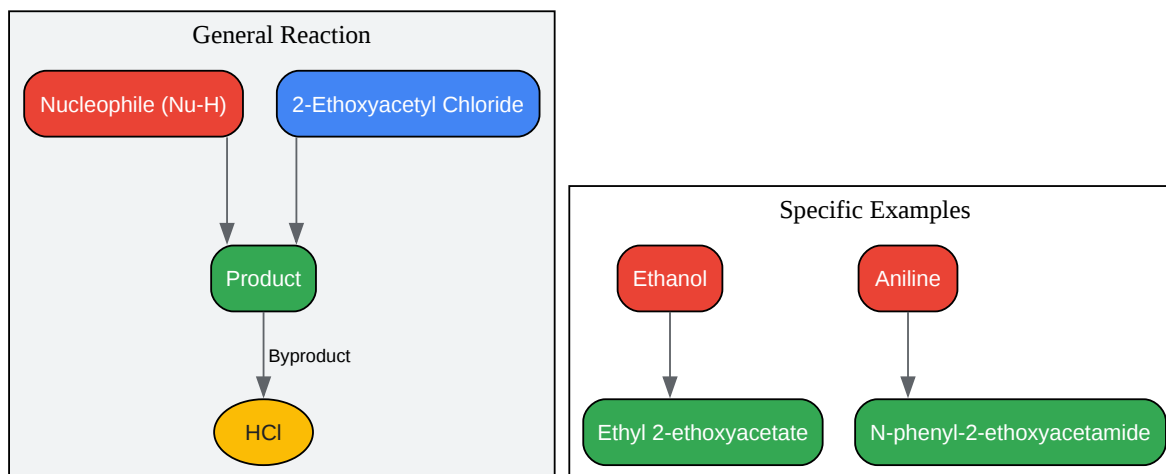 General Reaction
Nucleophile (Nu-H)
2-Ethoxyacetyl Chloride
Product
Byproduct
HCl
Specific Examples
Ethanol
Aniline
Ethyl 2-ethoxyacetate
N-phenyl-2-ethoxyacetamide